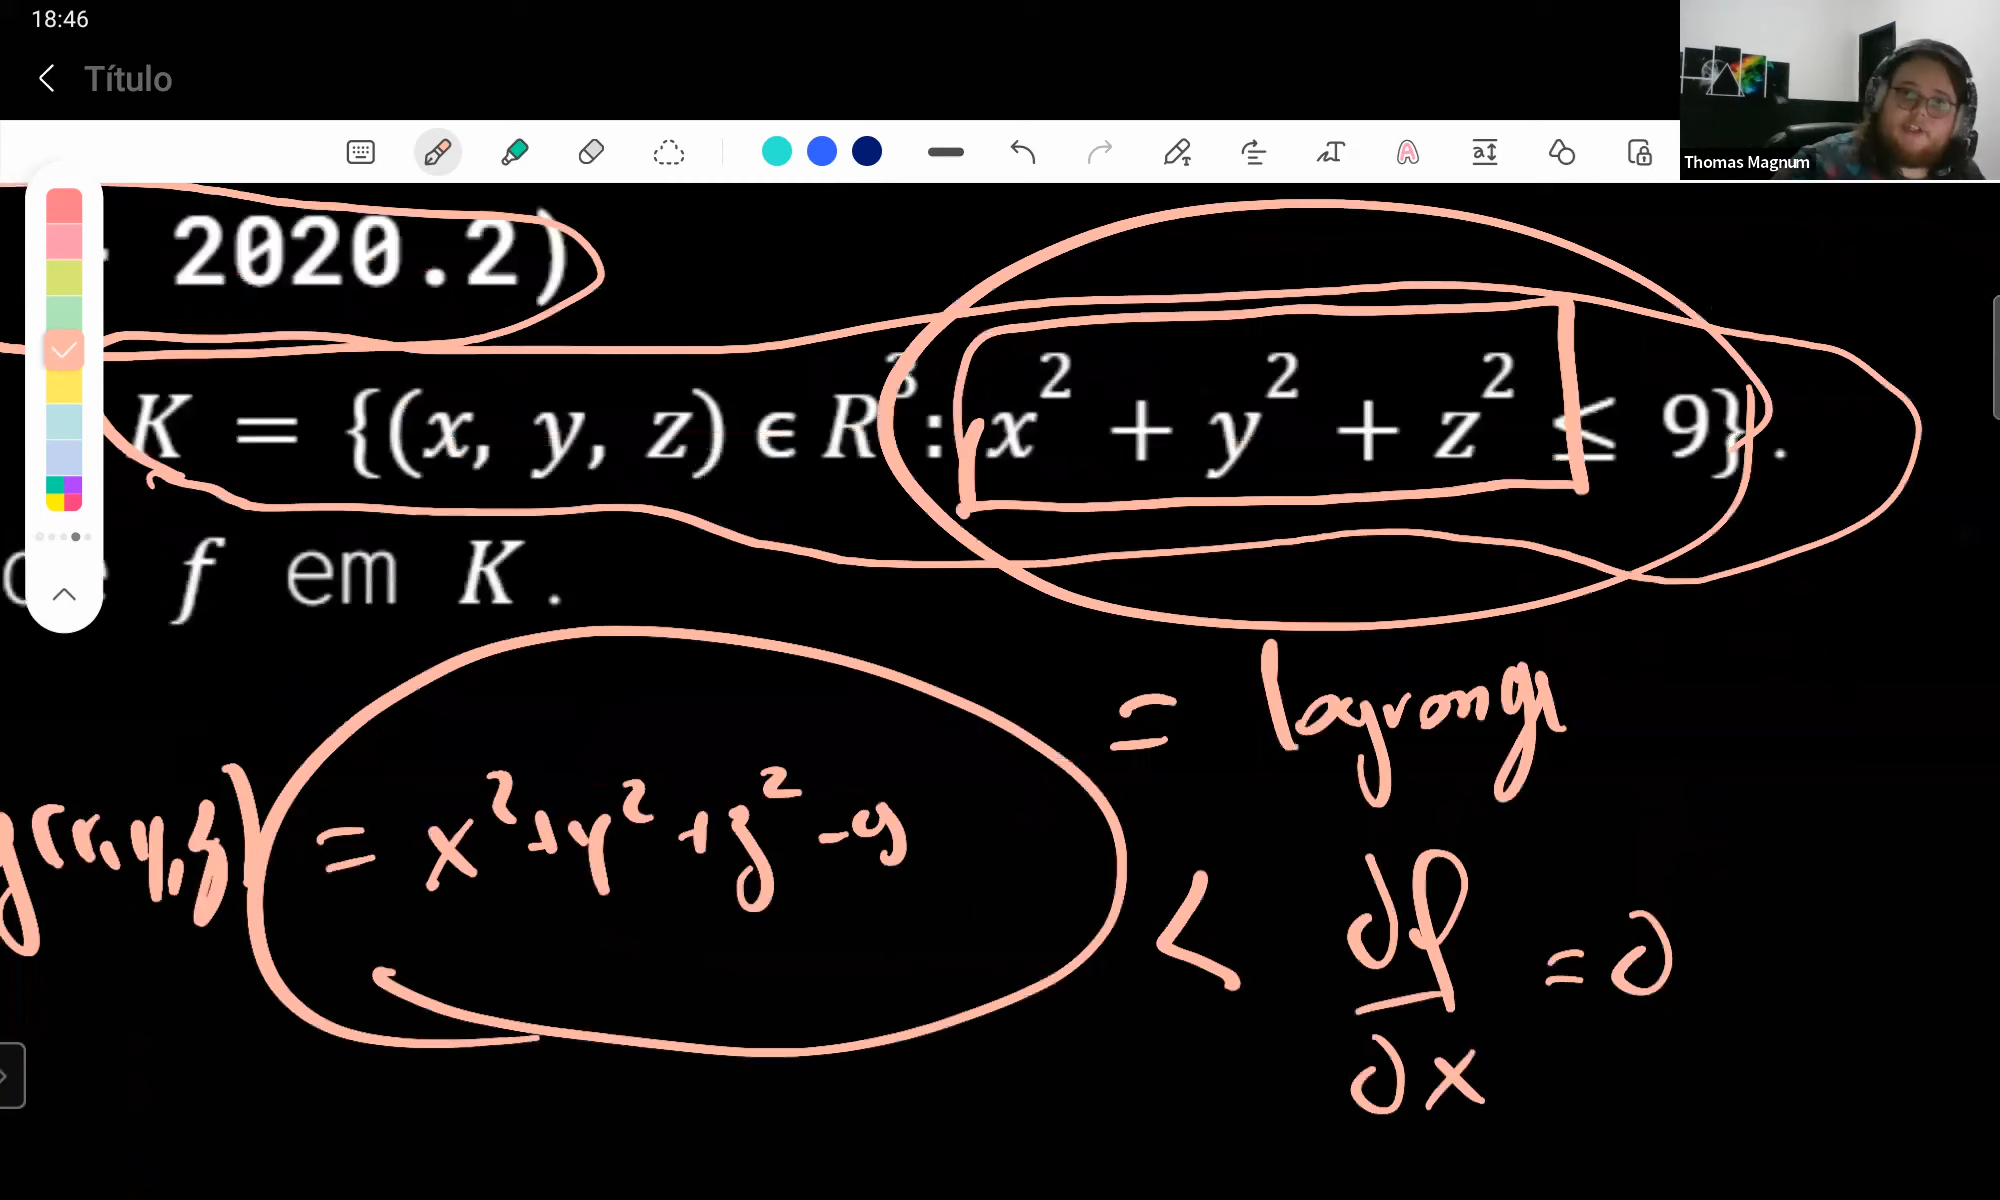 18:46
Título
Thomas Magnum
2020.2)
K = {(x, y, z) ϵ R³: x² + y² + z² ≤ 9}.
f em K.
= lagrange
g(x,y,z) = x²+y²+z²-9
< ∂f/∂x = 0